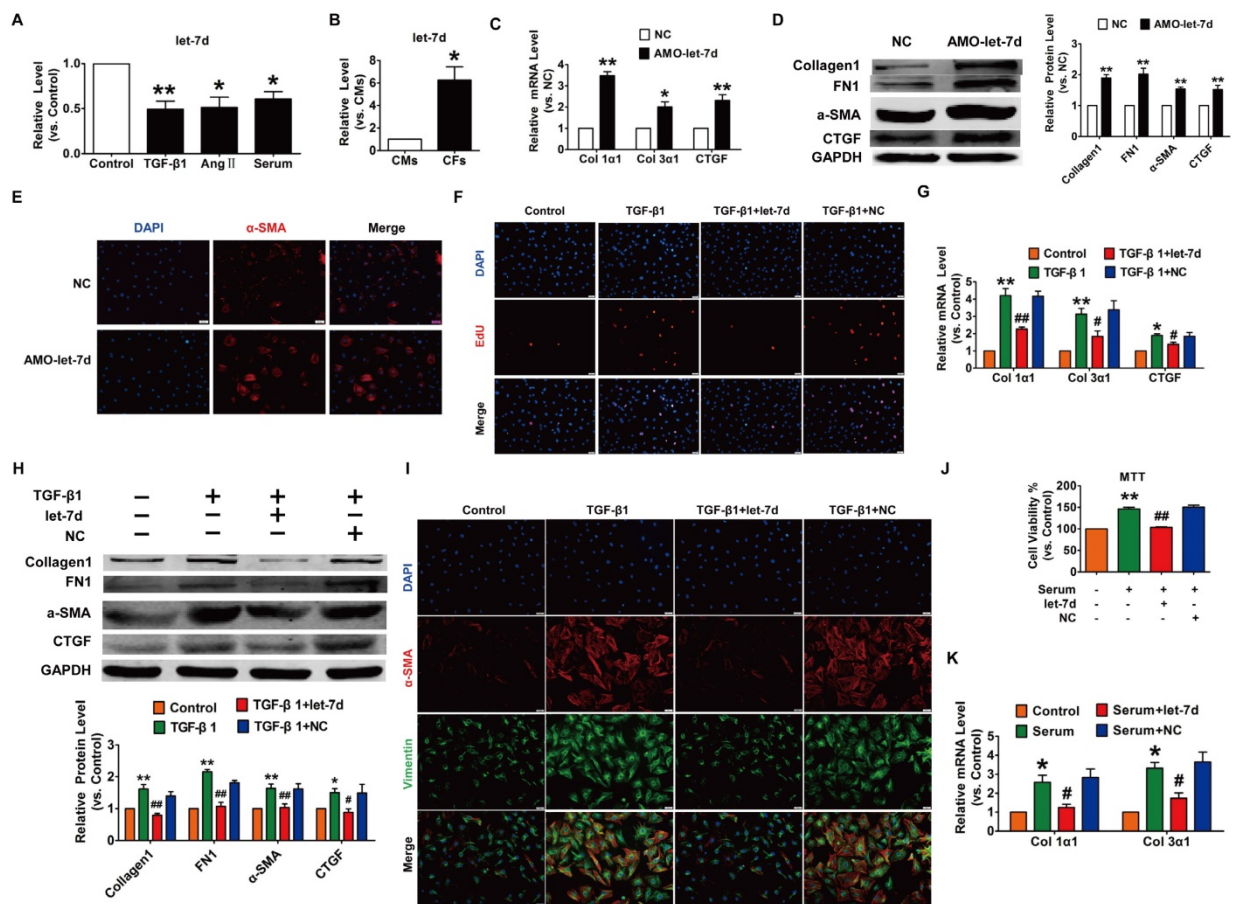 A
let-7d
Relative Level
(vs. Control)
1.0
0.5
0.0
** * *
Control TGF-β1 Ang Ⅱ Serum
B
let-7d
Relative Level
(vs. CMs)
8
6
4
2
0
*
CMs CFs
C
NC
AMO-let-7d
Relative mRNA Level
(vs. NC)
4
3
2
1
0
** * **
Col 1α1 Col 3α1 CTGF
D
NC AMO-let-7d
Collagen1
FN1
a-SMA
CTGF
GAPDH
NC AMO-let-7d
Relative Protein Level
(vs. NC)
3
2
1
0
** ** ** **
Collagen1 FN1 α-SMA CTGF
E
DAPI α-SMA Merge
NC
AMO-let-7d
F
Control TGF-β1 TGF-β1+let-7d TGF-β1+NC
DAPI
EdU
Merge
G
Control TGF-β 1+let-7d
TGF-β 1 TGF-β 1+NC
Relative mRNA Level
(vs. Control)
5
4
3
2
1
0
** ## ** # * #
Col 1α1 Col 3α1 CTGF
H
TGF-β1 – + + +
let-7d – – + –
NC – – – +
Collagen1
FN1
a-SMA
CTGF
GAPDH
Control TGF-β 1+let-7d
TGF-β 1 TGF-β 1+NC
Relative Protein Level
(vs. Control)
3
2
1
0
** ## ** ## ** ## * #
Collagen1 FN1 α-SMA CTGF
I
Control TGF-β1 TGF-β1+let-7d TGF-β1+NC
DAPI
α-SMA
Vimentin
Merge
J
MTT
Cell Viability %
(vs. Control)
200
150
100
50
0
** ##
Serum - + + +
let-7d - - + -
NC - - - +
K
Control Serum+let-7d
Serum Serum+NC
Relative mRNA Level
(vs. Control)
5
4
3
2
1
0
* # * #
Col 1α1 Col 3α1